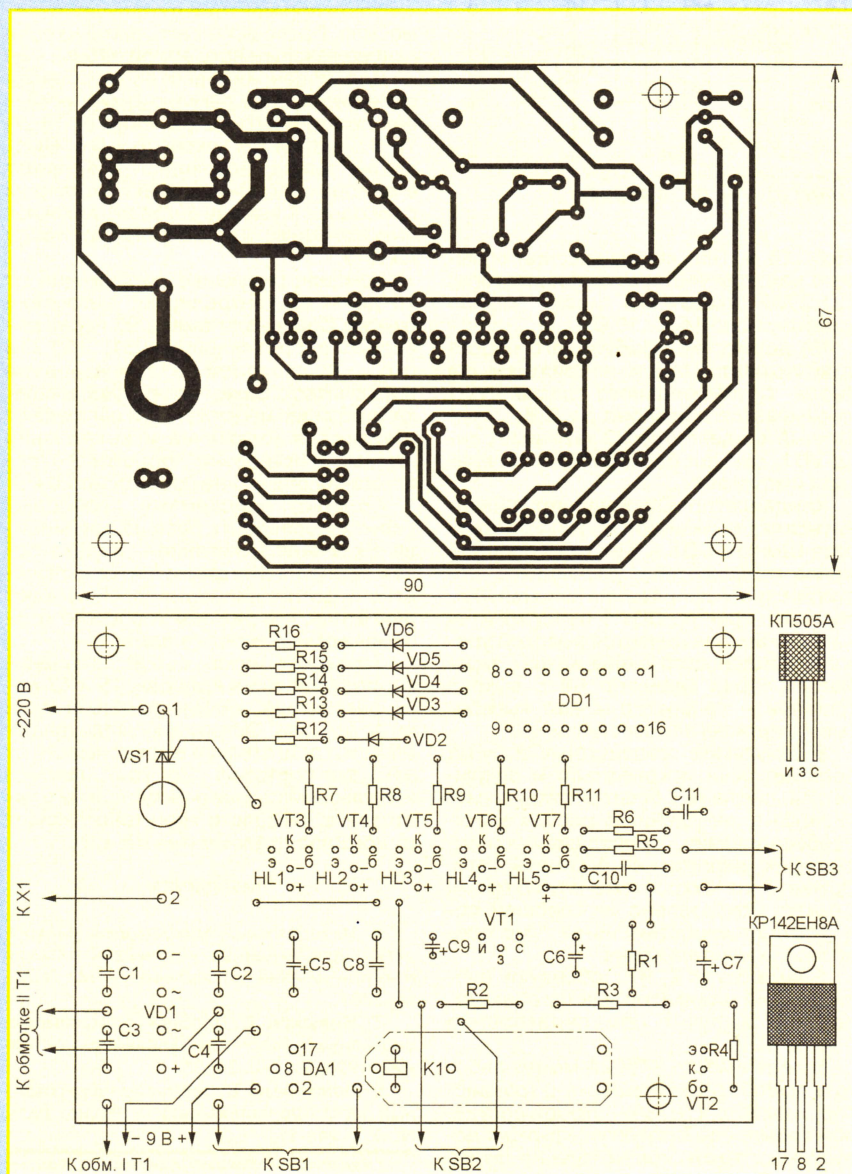 67
90
КП505А
R16
VD6
R15
VD5
R14
VD4
R13
VD3
R12
VD2
8
1
DD1
9
16
~220 В
1
VS1
И З С
R7
R8
R9
R10
R11
C11
VT3
VT4
VT5
VT6
VT7
R6
R5
к
к
к
к
к
э
б
э
б
э
б
э
б
э
б
C10
HL1
HL2
HL3
HL4
HL5
–
–
–
–
–
+
+
+
+
+
К SB3
К X1
2
КР142ЕН8А
VT1
C9
И
З
С
C6
R1
C7
C1
–
C2
C5
C8
~
R2
R3
К обмотке II T1
VD1
C3
~
C4
+
17
8 DA1
2
K1
R4
э
к
б
VT2
– 9 В +
К обм. I T1
К SB1
К SB2
17 8 2